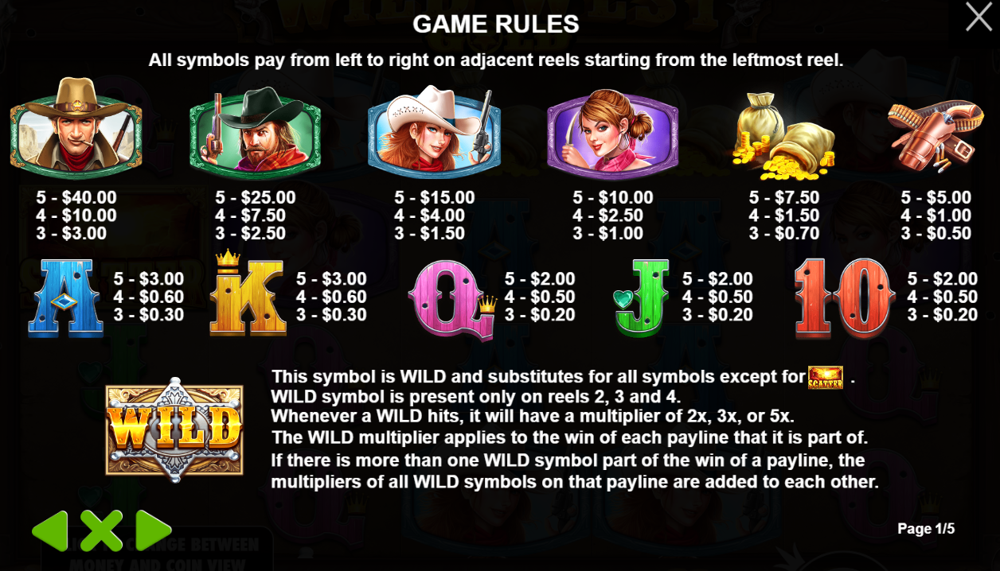 GAME RULES
All symbols pay from left to right on adjacent reels starting from the leftmost reel.
5 - $40.00
4 - $10.00
3 - $3.00
5 - $25.00
4 - $7.50
3 - $2.50
5 - $15.00
4 - $4.00
3 - $1.50
5 - $10.00
4 - $2.50
3 - $1.00
5 - $7.50
4 - $1.50
3 - $0.70
5 - $5.00
4 - $1.00
3 - $0.50
A
5 - $3.00
4 - $0.60
3 - $0.30
K
5 - $3.00
4 - $0.60
3 - $0.30
Q
5 - $2.00
4 - $0.50
3 - $0.20
J
5 - $2.00
4 - $0.50
3 - $0.20
10
5 - $2.00
4 - $0.50
3 - $0.20
WILD
This symbol is WILD and substitutes for all symbols except for SCATTER .
WILD symbol is present only on reels 2, 3 and 4.
Whenever a WILD hits, it will have a multiplier of 2x, 3x, or 5x.
The WILD multiplier applies to the win of each payline that it is part of.
If there is more than one WILD symbol part of the win of a payline, the
multipliers of all WILD symbols on that payline are added to each other.
Page 1/5
CHANGE BETWEEN
MONEY AND COIN VIEW